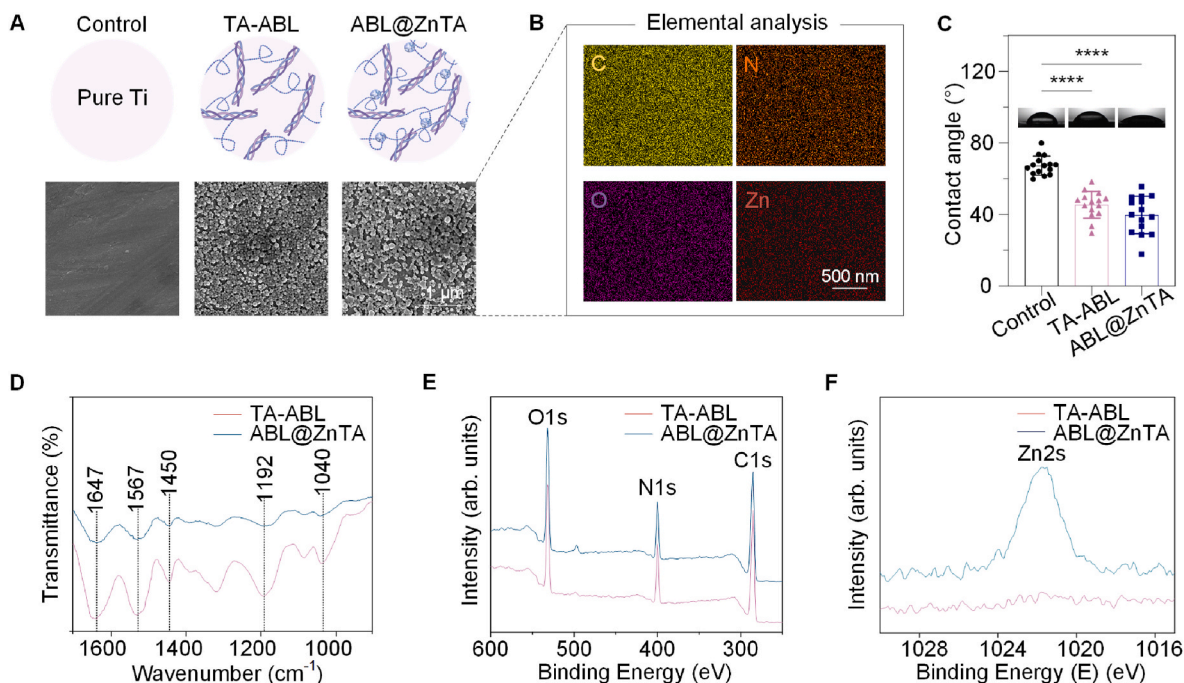 A
Control
TA-ABL
ABL@ZnTA
Pure Ti
1 μm
B
Elemental analysis
C
N
O
Zn
500 nm
C
Contact angle (°)
120
80
40
0
****
****
Control
TA-ABL
ABL@ZnTA
D
TA-ABL
ABL@ZnTA
1647
1567
1450
1192
1040
Transmittance (%)
1600 1400 1200 1000
Wavenumber (cm⁻¹)
E
TA-ABL
ABL@ZnTA
O1s
N1s
C1s
Intensity (arb. units)
600 500 400 300
Binding Energy (eV)
F
TA-ABL
ABL@ZnTA
Zn2s
Intensity (arb. units)
1028 1024 1020 1016
Binding Energy (E) (eV)